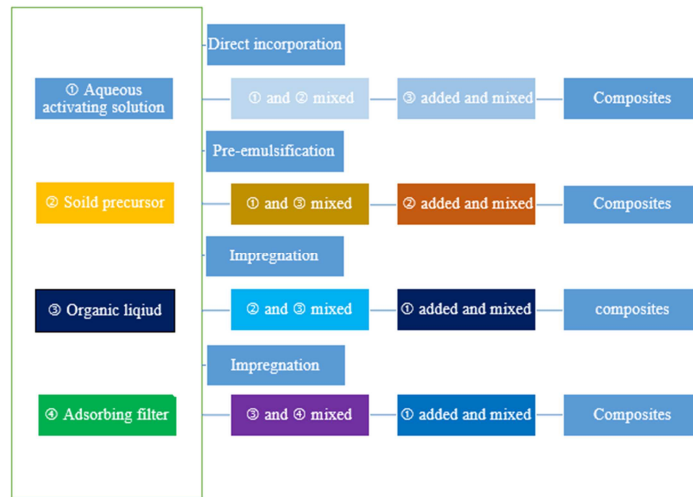 Direct incorporation
① Aqueous
activating solution
① and ② mixed
③ added and mixed
Composites
Pre-emulsification
② Soild precursor
① and ③ mixed
② added and mixed
Composites
Impregnation
③ Organic liqiud
② and ③ mixed
① added and mixed
composites
Impregnation
④ Adsorbing filter
③ and ④ mixed
① added and mixed
Composites